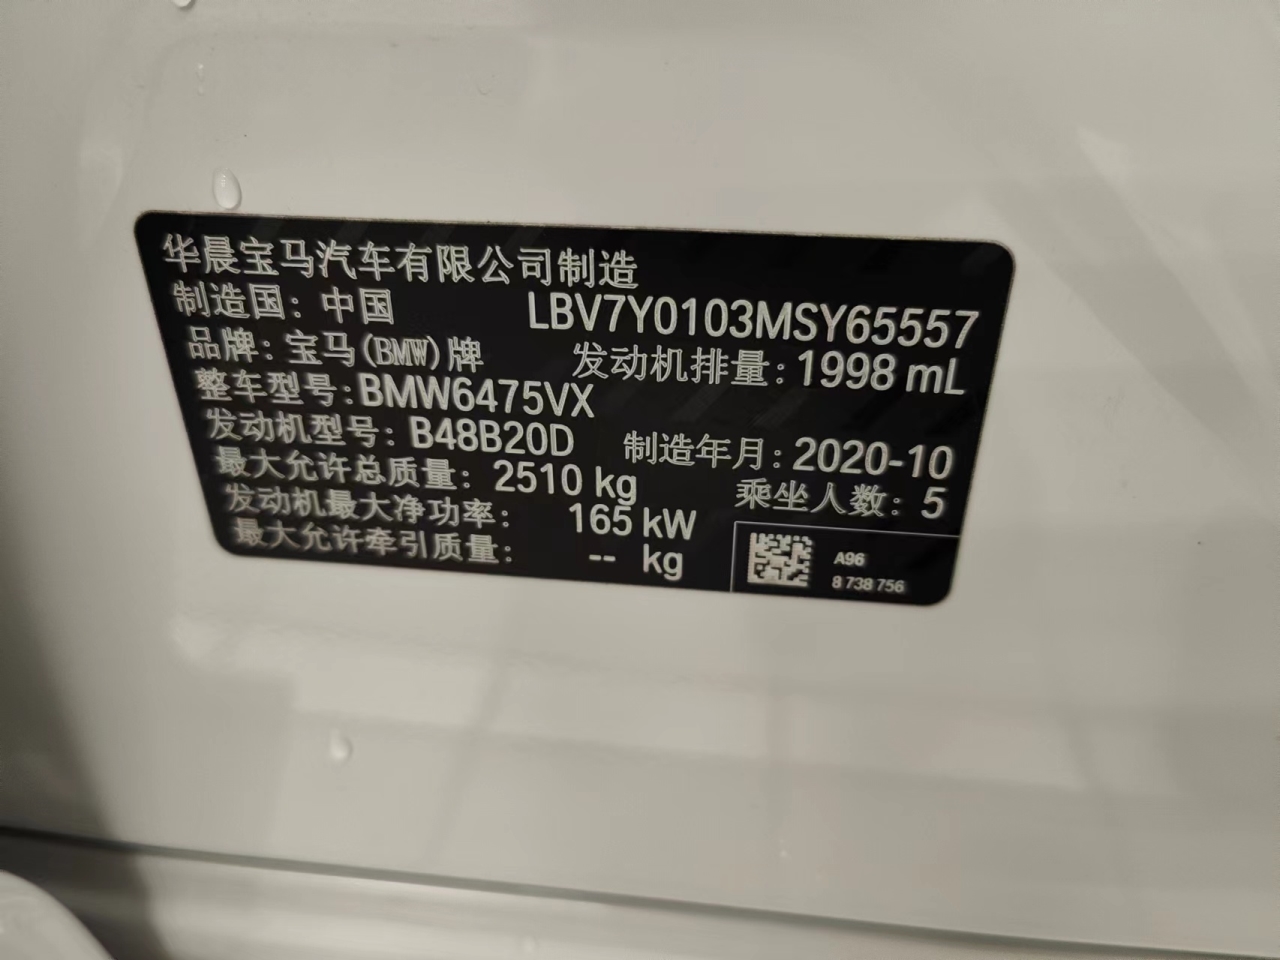 华晨宝马汽车有限公司制造
制造国：中国 LBV7Y0103MSY65557
品牌：宝马(BMW)牌 发动机排量：1998 mL
整车型号：BMW6475VX
发动机型号：B48B20D 制造年月：2020-10
最大允许总质量：2510 kg 乘坐人数：5
发动机最大净功率：165 kW
最大允许牵引质量：-- kg
A96
8 738 756